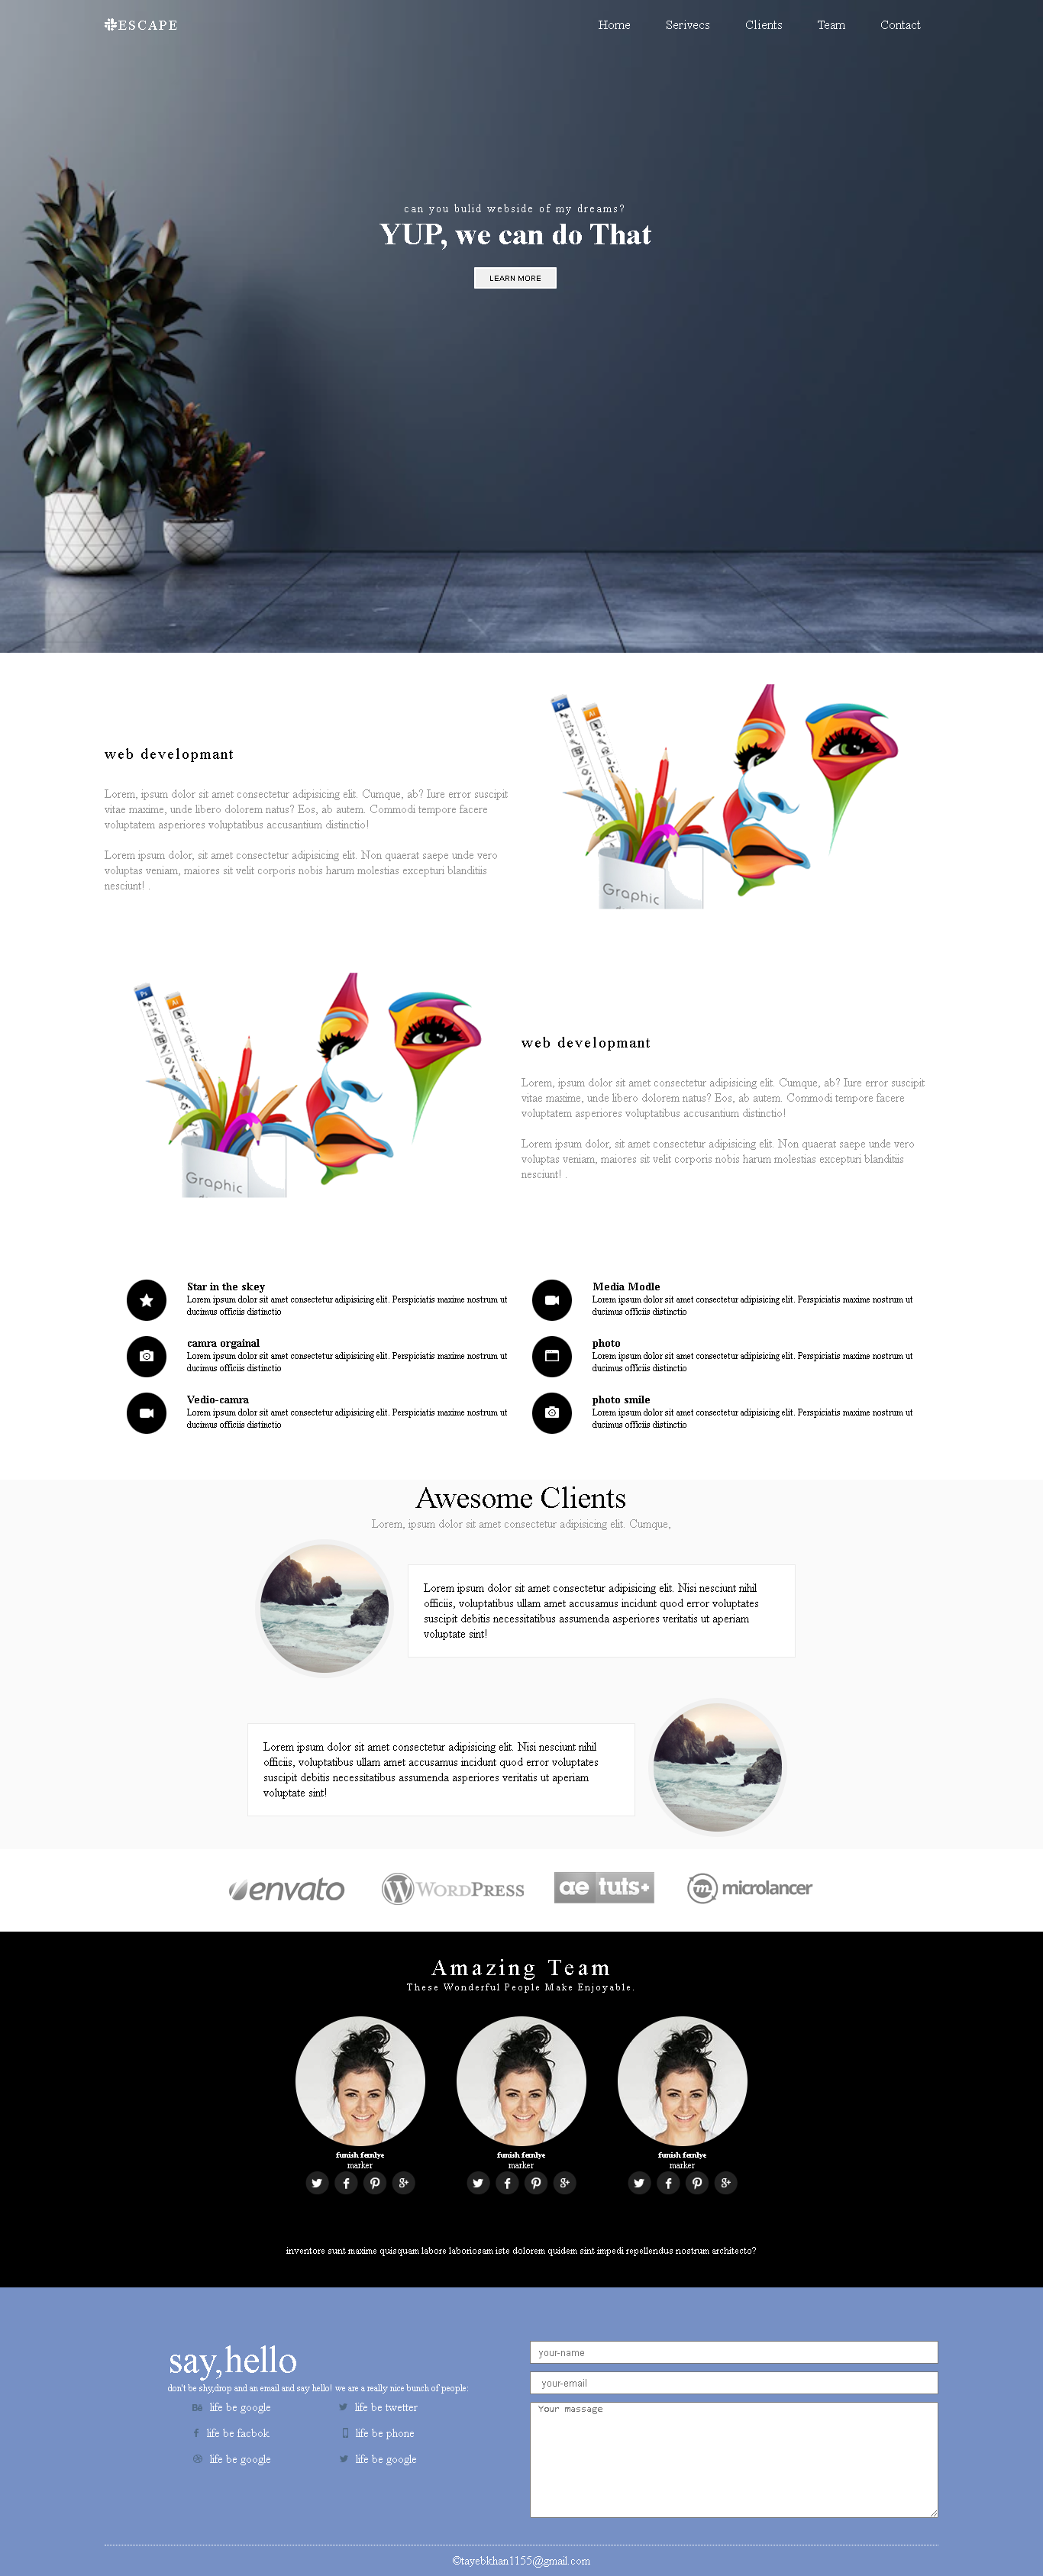 ESCAPE
Home Serivecs Clients Team Contact
can you bulid webside of my dreams?
YUP, we can do That
LEARN MORE
web developmant
Lorem, ipsum dolor sit amet consectetur adipisicing elit. Cumque, ab? Iure error suscipit
vitae maxime, unde libero dolorem natus? Eos, ab autem. Commodi tempore facere
voluptatem asperiores voluptatibus accusantium distinctio!
Lorem ipsum dolor, sit amet consectetur adipisicing elit. Non quaerat saepe unde vero
voluptas veniam, maiores sit velit corporis nobis harum molestias excepturi blanditiis
nesciunt! .
Ps
Ai
Graphic
Ps
Ai
Graphic
web developmant
Lorem, ipsum dolor sit amet consectetur adipisicing elit. Cumque, ab? Iure error suscipit
vitae maxime, unde libero dolorem natus? Eos, ab autem. Commodi tempore facere
voluptatem asperiores voluptatibus accusantium distinctio!
Lorem ipsum dolor, sit amet consectetur adipisicing elit. Non quaerat saepe unde vero
voluptas veniam, maiores sit velit corporis nobis harum molestias excepturi blanditiis
nesciunt! .
Star in the skey
Lorem ipsum dolor sit amet consectetur adipisicing elit. Perspiciatis maxime nostrum ut
ducimus officiis distinctio
Media Modle
Lorem ipsum dolor sit amet consectetur adipisicing elit. Perspiciatis maxime nostrum ut
ducimus officiis distinctio
camra orgainal
Lorem ipsum dolor sit amet consectetur adipisicing elit. Perspiciatis maxime nostrum ut
ducimus officiis distinctio
photo
Lorem ipsum dolor sit amet consectetur adipisicing elit. Perspiciatis maxime nostrum ut
ducimus officiis distinctio
Vedio-camra
Lorem ipsum dolor sit amet consectetur adipisicing elit. Perspiciatis maxime nostrum ut
ducimus officiis distinctio
photo smile
Lorem ipsum dolor sit amet consectetur adipisicing elit. Perspiciatis maxime nostrum ut
ducimus officiis distinctio
Awesome Clients
Lorem, ipsum dolor sit amet consectetur adipisicing elit. Cumque,
Lorem ipsum dolor sit amet consectetur adipisicing elit. Nisi nesciunt nihil
officiis, voluptatibus ullam amet accusamus incidunt quod error voluptates
suscipit debitis necessitatibus assumenda asperiores veritatis ut aperiam
voluptate sint!
Lorem ipsum dolor sit amet consectetur adipisicing elit. Nisi nesciunt nihil
officiis, voluptatibus ullam amet accusamus incidunt quod error voluptates
suscipit debitis necessitatibus assumenda asperiores veritatis ut aperiam
voluptate sint!
envato WORDPRESS ae tuts+ microlancer
Amazing Team
These Wonderful People Make Enjoyable.
funish fernlye funish fernlye funish fernlye
marker marker marker
inventore sunt maxime quisquam labore laboriosam iste dolorem quidem sint impedi repellendus nostrum architecto?
say,hello
don't be shy,drop and an email and say hello! we are a really nice bunch of people:
life be google life be twetter
life be facbok life be phone
life be google life be google
your-name
your-email
Your massage
©tayebkhan1155@gmail.com